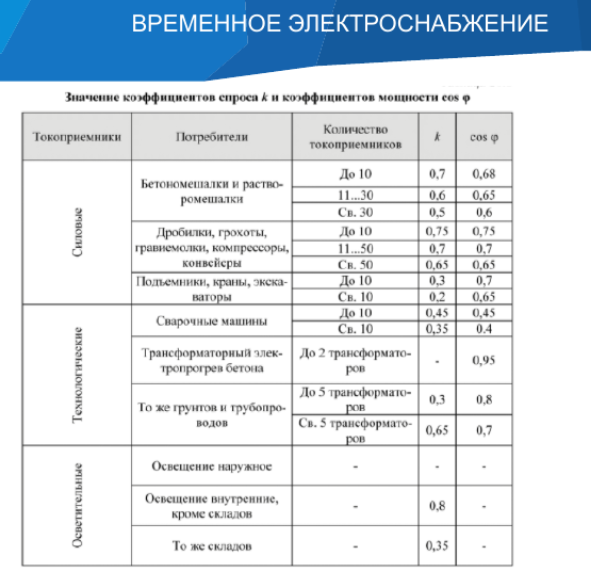 ВРЕМЕННОЕ ЭЛЕКТРОСНАБЖЕНИЕ
Значение коэффициентов спроса k и коэффициентов мощности cos φ
Токоприемники Потребители Количество токоприемников k cos φ
Силовые
Бетономешалки и раство-
ромешалки
До 10 0,7 0,68
11...30 0,6 0,65
Св. 30 0,5 0,6
Дробилки, грохоты,
гравиемолки, компрессоры,
конвейеры
До 10 0,75 0,75
11...50 0,7 0,7
Св. 50 0,65 0,65
Подъемники, краны, экска-
ваторы
До 10 0,3 0,7
Св. 10 0,2 0,65
Технологические
Сварочные машины
До 10 0,45 0,45
Св. 10 0,35 0.4
Трансформаторный элек-
тропрогрев бетона
До 2 трансформато-
ров
- 0,95
То же грунтов и трубопро-
водов
До 5 трансформато-
ров
0,3 0,8
Св. 5 трансформато-
ров
0,65 0,7
Осветительные
Освещение наружное - - -
Освещение внутренние,
кроме складов
- 0,8 -
То же складов - 0,35 -